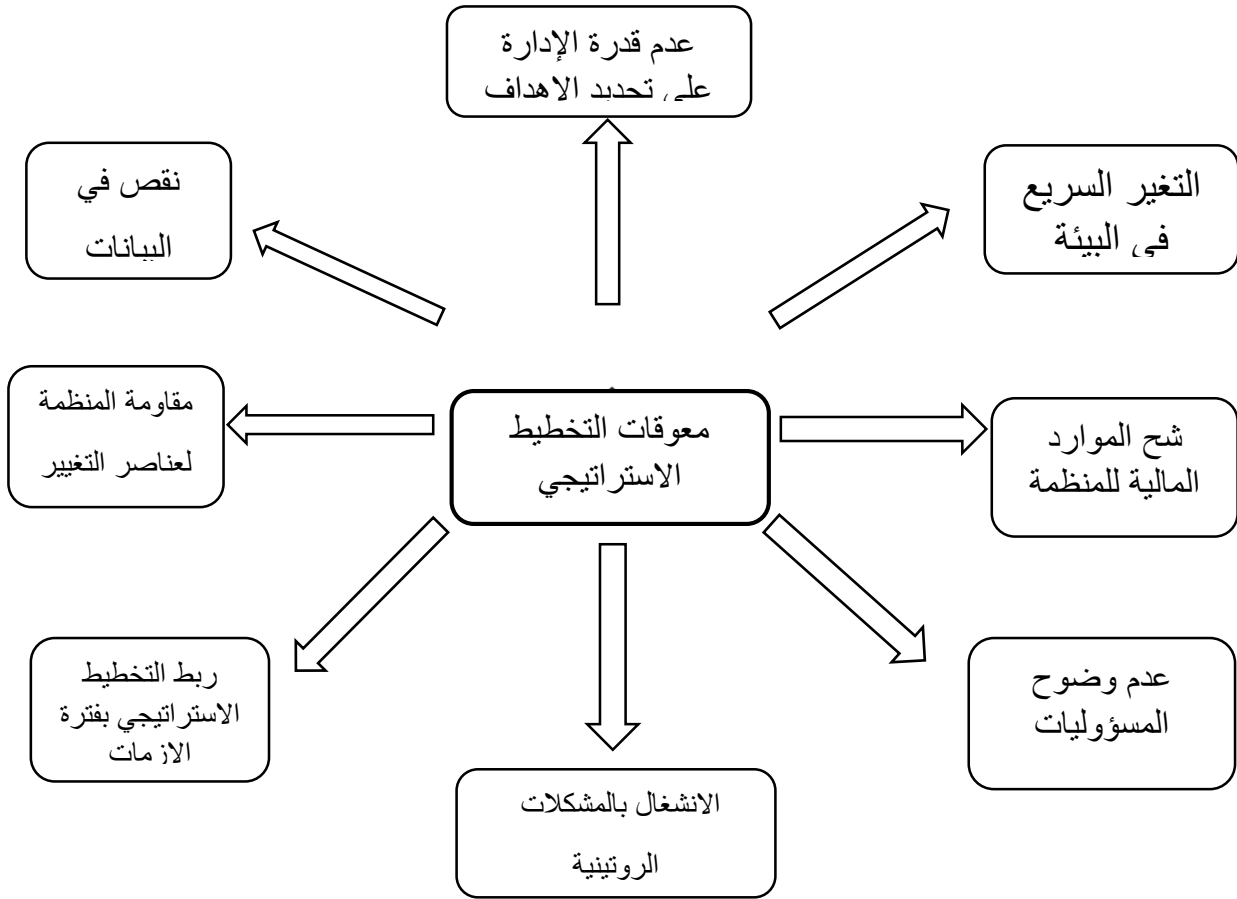 عدم قدرة الإدارة
على تحديد الاهداف
التغير السريع
في البيئة
نقص في
البيانات
معوقات التخطيط
الاستراتيجي
شح الموارد
المالية للمنظمة
مقاومة المنظمة
لعناصر التغيير
عدم وضوح
المسؤوليات
ربط التخطيط
الاستراتيجي بفترة
الازمات
الانشغال بالمشكلات
الروتينية